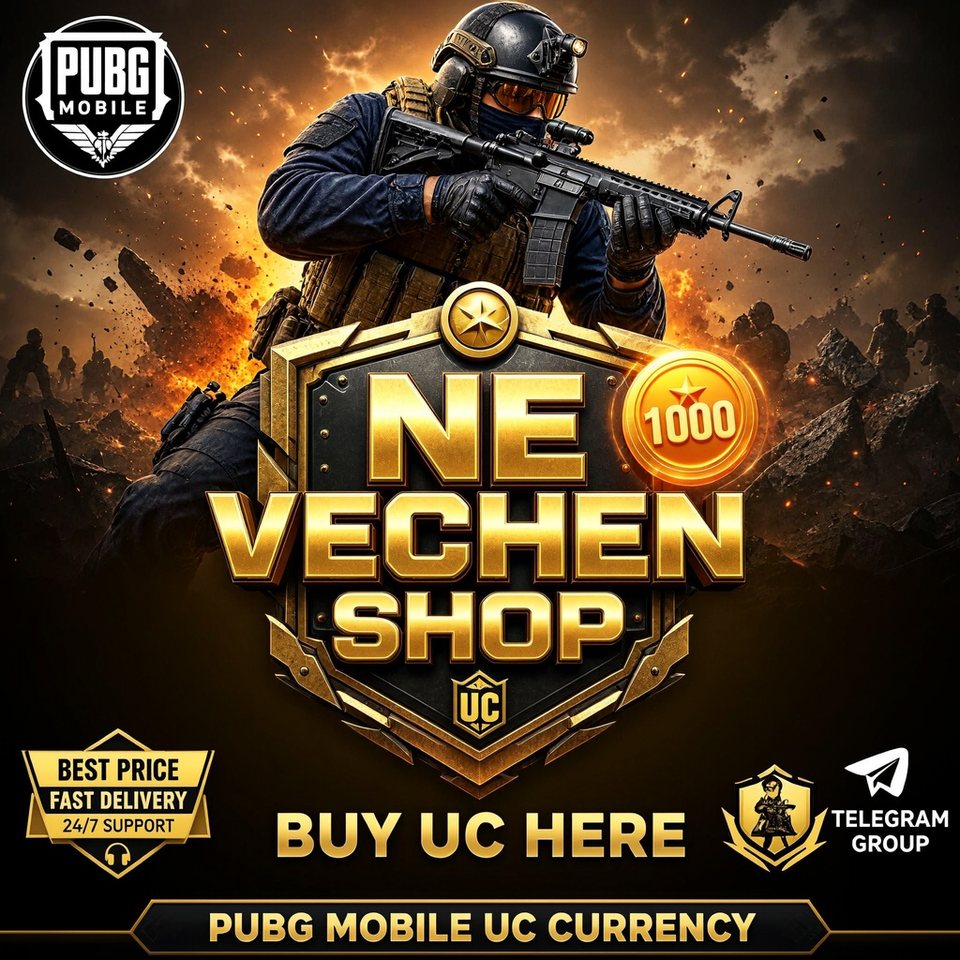 PUBG
MOBILE
NE
1000
VECHEN
SHOP
UC
BEST PRICE
FAST DELIVERY
24/7 SUPPORT
BUY UC HERE
TELEGRAM
GROUP
PUBG MOBILE UC CURRENCY